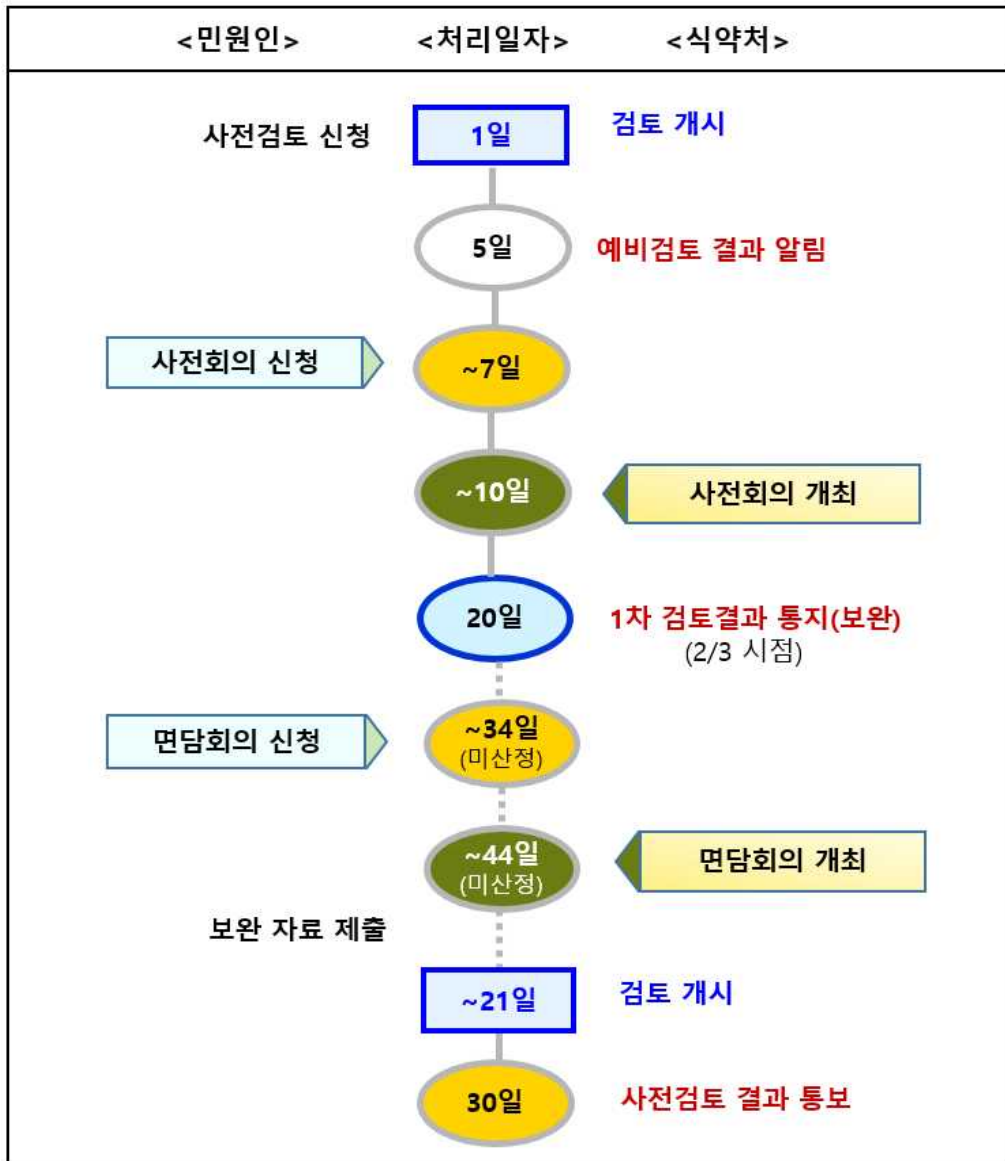 <민원인> <처리일자> <식약처>
사전검토 신청 1일 검토 개시
5일 예비검토 결과 알림
사전회의 신청 ~7일
~10일 사전회의 개최
20일 1차 검토결과 통지(보완)
(2/3 시점)
면담회의 신청 ~34일
(미산정)
~44일 면담회의 개최
(미산정)
보완 자료 제출
~21일 검토 개시
30일 사전검토 결과 통보